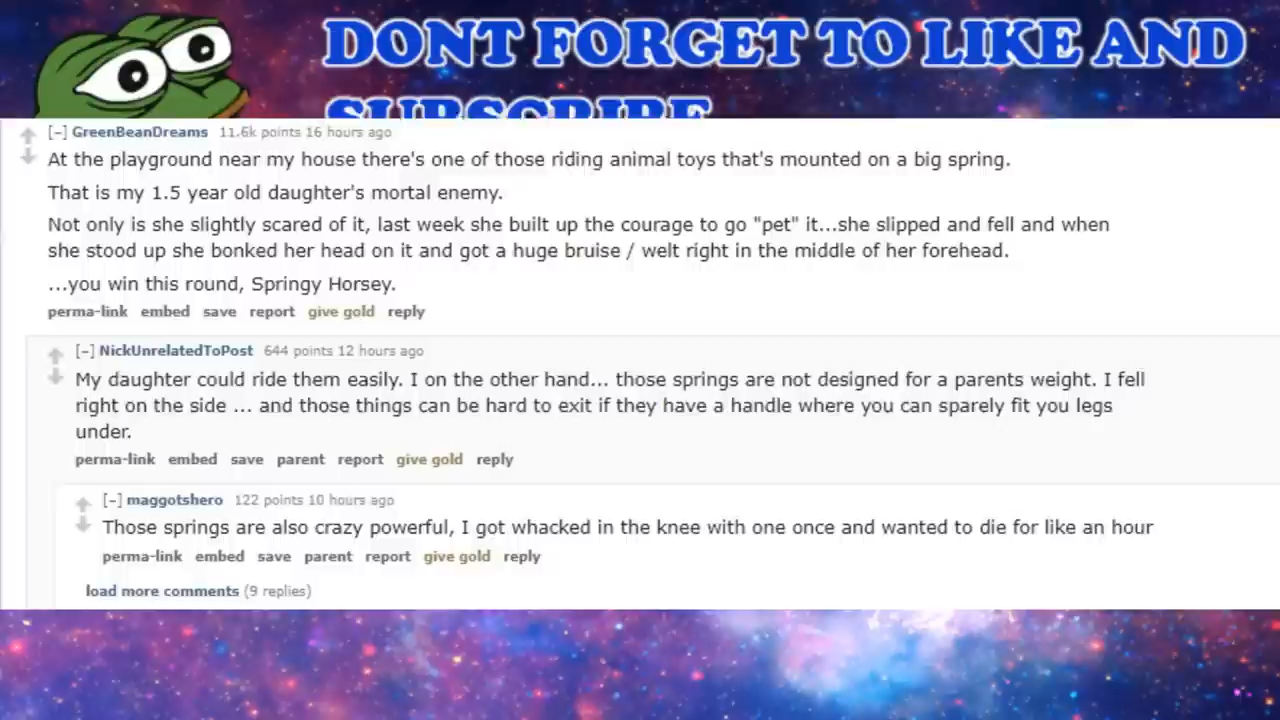 DONT FORGET TO LIKE AND
SUBSCRIBE
[-] GreenBeanDreams 11.6k points 16 hours ago
At the playground near my house there's one of those riding animal toys that's mounted on a big spring.
That is my 1.5 year old daughter's mortal enemy.
Not only is she slightly scared of it, last week she built up the courage to go "pet" it...she slipped and fell and when
she stood up she bonked her head on it and got a huge bruise / welt right in the middle of her forehead.
...you win this round, Springy Horsey.
perma-link embed save report give gold reply
[-] NickUnrelatedToPost 644 points 12 hours ago
My daughter could ride them easily. I on the other hand... those springs are not designed for a parents weight. I fell
right on the side ... and those things can be hard to exit if they have a handle where you can sparely fit you legs
under.
perma-link embed save parent report give gold reply
[-] maggotshero 122 points 10 hours ago
Those springs are also crazy powerful, I got whacked in the knee with one once and wanted to die for like an hour
perma-link embed save parent report give gold reply
load more comments (9 replies)